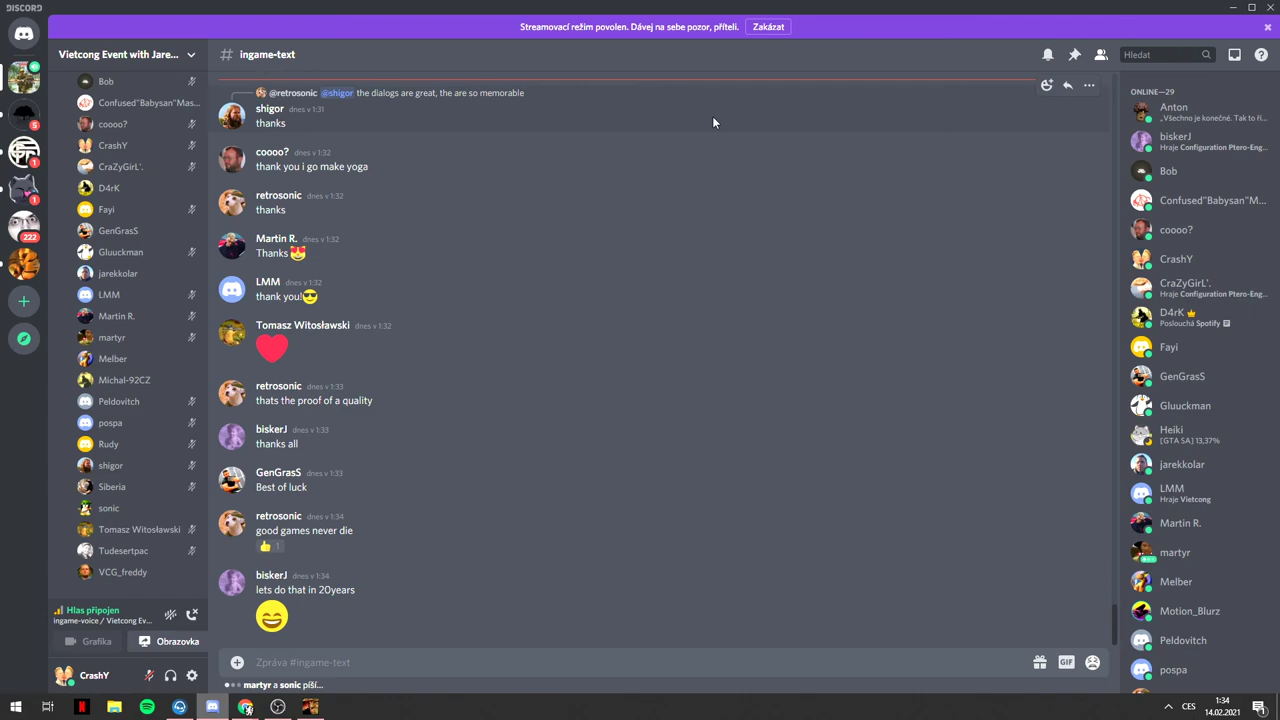 DISCORD
Streamovací režim povolen. Dávej na sebe pozor, příteli.
Zakázat
Vietcong Event with Jare...
# ingame-text
Hledat
5
1
1
222
Bob
Confused"Babysan"Mas...
coooo?
CrashY
CraZyGirL'.
D4rK
Fayi
GenGrasS
Gluuckman
jarekkolar
LMM
Martin R.
martyr
Melber
Michal-92CZ
Peldovitch
pospa
Rudy
shigor
Siberia
sonic
Tomasz Witosławski
Tudesertpac
VCG_freddy
Hlas připojen
ingame-voice / Vietcong Ev...
Grafika
Obrazovka
CrashY
@retrosonic @shigor the dialogs are great, the are so memorable
shigor dnes v 1:31
thanks
coooo? dnes v 1:32
thank you i go make yoga
retrosonic dnes v 1:32
thanks
Martin R. dnes v 1:32
Thanks😍
LMM dnes v 1:32
thank you!😎
Tomasz Witosławski dnes v 1:32
retrosonic dnes v 1:33
thats the proof of a quality
biskerJ dnes v 1:33
thanks all
GenGrasS dnes v 1:33
Best of luck
retrosonic dnes v 1:34
good games never die
👍 1
biskerJ dnes v 1:34
lets do that in 20years
Zpráva #ingame-text
GIF
martyr a sonic píší...
ONLINE—29
Anton
„Všechno je konečné. Tak to ří...
biskerJ
Hraje Configuration Ptero-Eng...
Bob
Confused"Babysan"M...
coooo?
CrashY
CraZyGirL'.
Hraje Configuration Ptero-Eng...
D4rK
Poslouchá Spotify
Fayi
GenGrasS
Gluuckman
Heiki
[GTA SA] 13,37%
jarekkolar
LMM
Hraje Vietcong
Martin R.
martyr
Melber
Motion_Blurz
Peldovitch
pospa
CES
1:34
14.02.2021
1